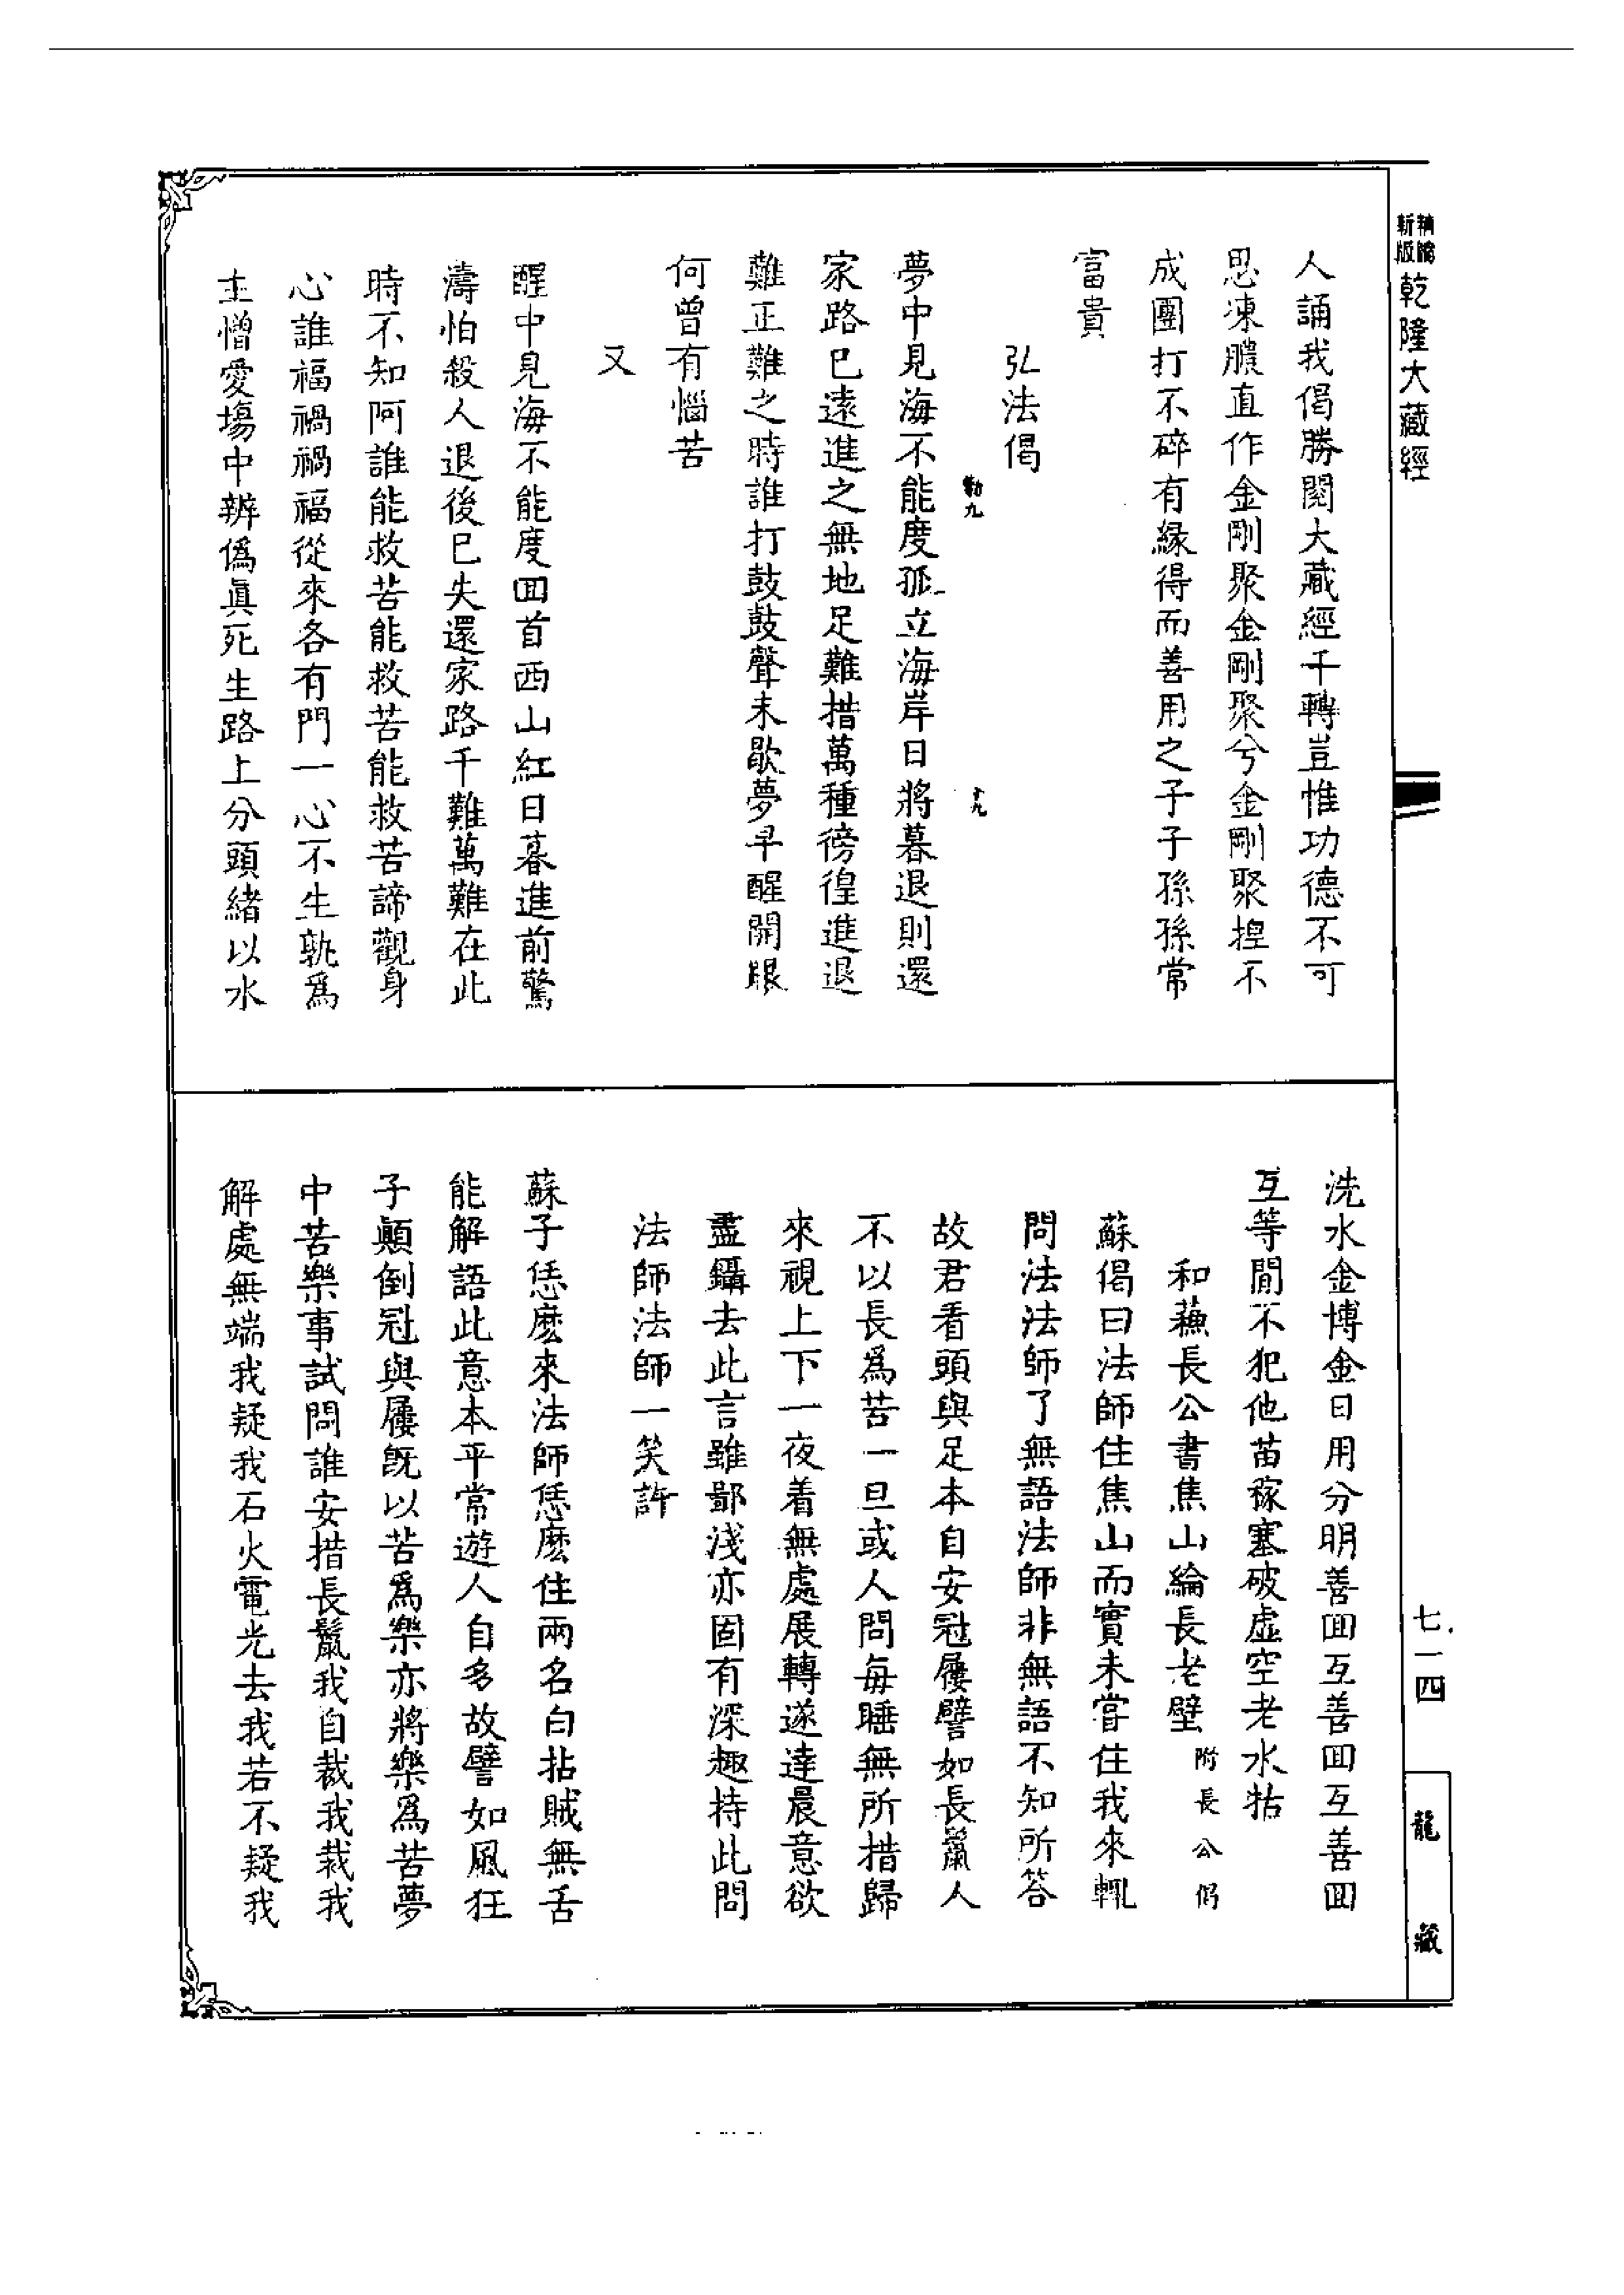 新版精縮乾隆大藏經
人誦我偈勝閱大藏經千轉豈惟功德不可
思凍膿直作金剛聚金剛聚兮金剛聚揑不
成團打不碎有緣得而善用之子子孫孫常
富貴
弘法偈
夢中見海不能度孤立海岸日將暮退則還
家路已遠進之無地足難措萬種徬徨進退
難正難之時誰打鼓鼓聲未歇夢早醒開眼
何曾有惱苦
又
醒中見海不能度回首西山紅日暮進前驚
濤怕殺人退後已失還家路千難萬難在此
時不知阿誰能救苦能救苦能救苦諦觀身
心誰福禍禍福從來各有門一心不生孰為
主憎愛塲中辨偽真死生路上分頭緒以水
洗水金博金日用分明善回互善回互善回
互等閒不犯他苗稼塞破虛空老水牯
和蘓長公書焦山綸長老壁 附長公偈
蘇偈曰法師住焦山而實未甞住我來輒
問法法師了無語法師非無語不知所答
故君看頭與足本自安冠屨譬如長鬣人
不以長為苦一旦或人問每睡無所措歸
來視上下一夜着無處展轉遂達晨意欲
盡鑷去此言雖鄙淺亦固有深趣持此問
法師法師一笑許
蘇子恁麽來法師恁麽住兩名白拈賊無舌
能解語此意本平常遊人自多故譬如風狂
子顛倒冠與屨既以苦為樂亦將樂為苦夢
中苦樂事試問誰安措長鬣我自裁我裁我
解處無端我疑我石火電光去我若不疑我
七一四
龍藏